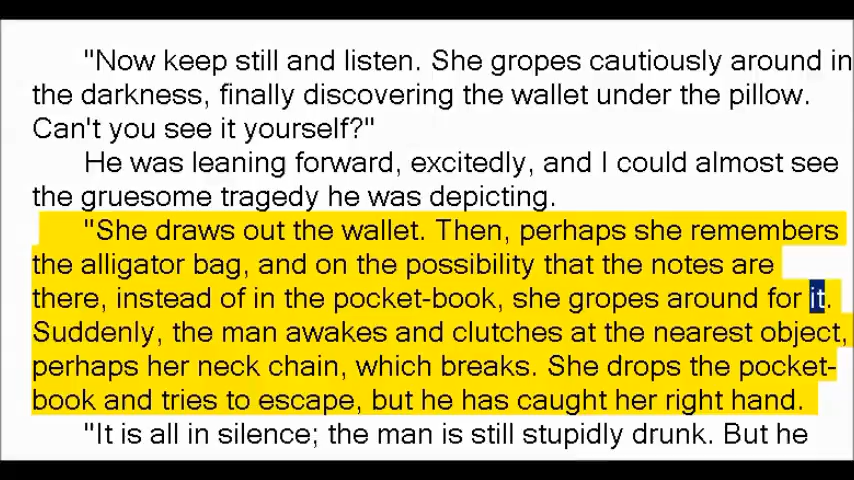 "Now keep still and listen. She gropes cautiously around in
the darkness, finally discovering the wallet under the pillow.
Can't you see it yourself?"
He was leaning forward, excitedly, and I could almost see
the gruesome tragedy he was depicting.
"She draws out the wallet. Then, perhaps she remembers
the alligator bag, and on the possibility that the notes are
there, instead of in the pocket-book, she gropes around for it.
Suddenly, the man awakes and clutches at the nearest object,
perhaps her neck chain, which breaks. She drops the pocket-
book and tries to escape, but he has caught her right hand.
"It is all in silence; the man is still stupidly drunk. But he